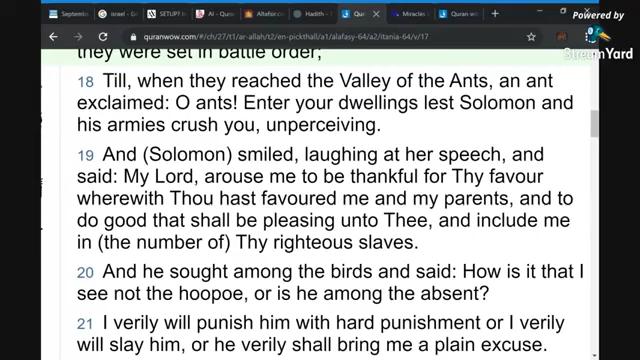 Powered by
StreamYard
Septemb
israel - G
SETUP?
AI - Qura
Altafsir.c
Hadith -
Qu
Miracles
Quran w
quranwow.com/#/ch/27/t1/ar-allah/t2/en-pickthall/a1/alafasy-64/a2/itania-64/v/17
they were set in battle order;
18 Till, when they reached the Valley of the Ants, an ant
exclaimed: O ants! Enter your dwellings lest Solomon and
his armies crush you, unperceiving.
19 And (Solomon) smiled, laughing at her speech, and
said: My Lord, arouse me to be thankful for Thy favour
wherewith Thou hast favoured me and my parents, and to
do good that shall be pleasing unto Thee, and include me
in (the number of) Thy righteous slaves.
20 And he sought among the birds and said: How is it that I
see not the hoopoe, or is he among the absent?
21 I verily will punish him with hard punishment or I verily
will slay him, or he verily shall bring me a plain excuse.